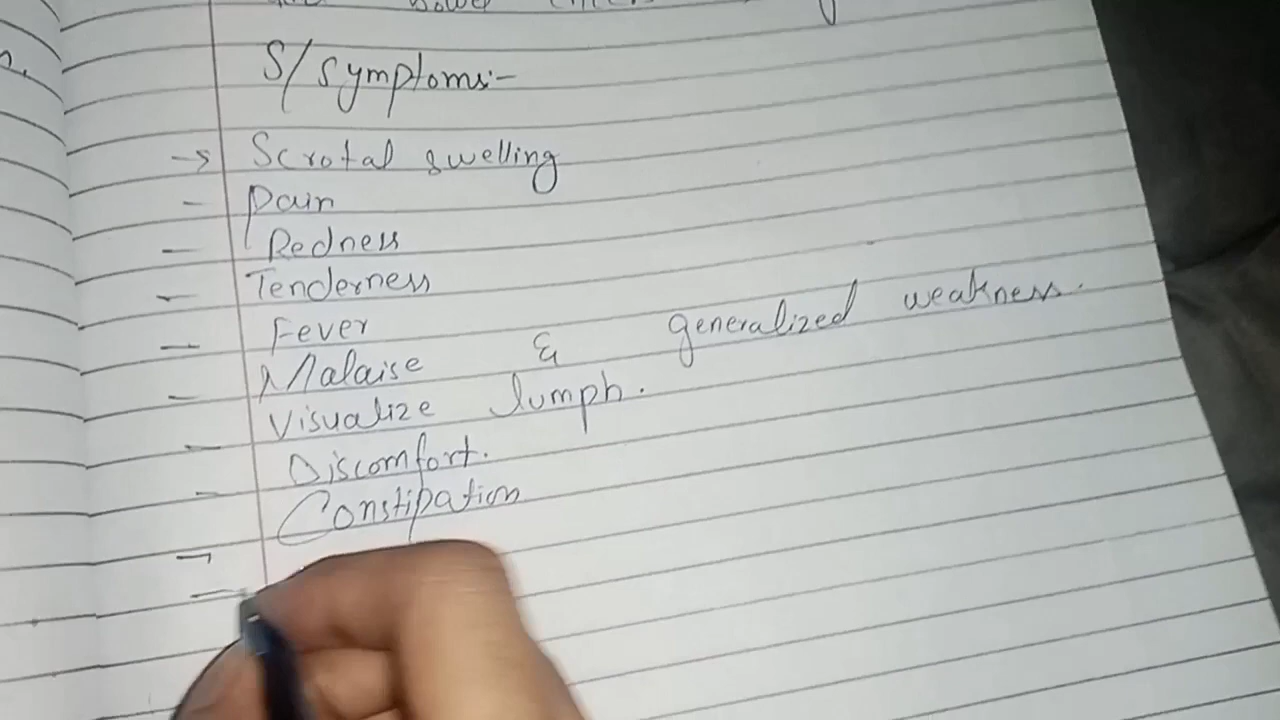 S/symptoms:-
→ Scrotal swelling
- Pain
- Redness
- Tenderness
- Fever
- Malaise & generalized weakness.
- Visualize lumph.
- Discomfort.
- Constipation
-